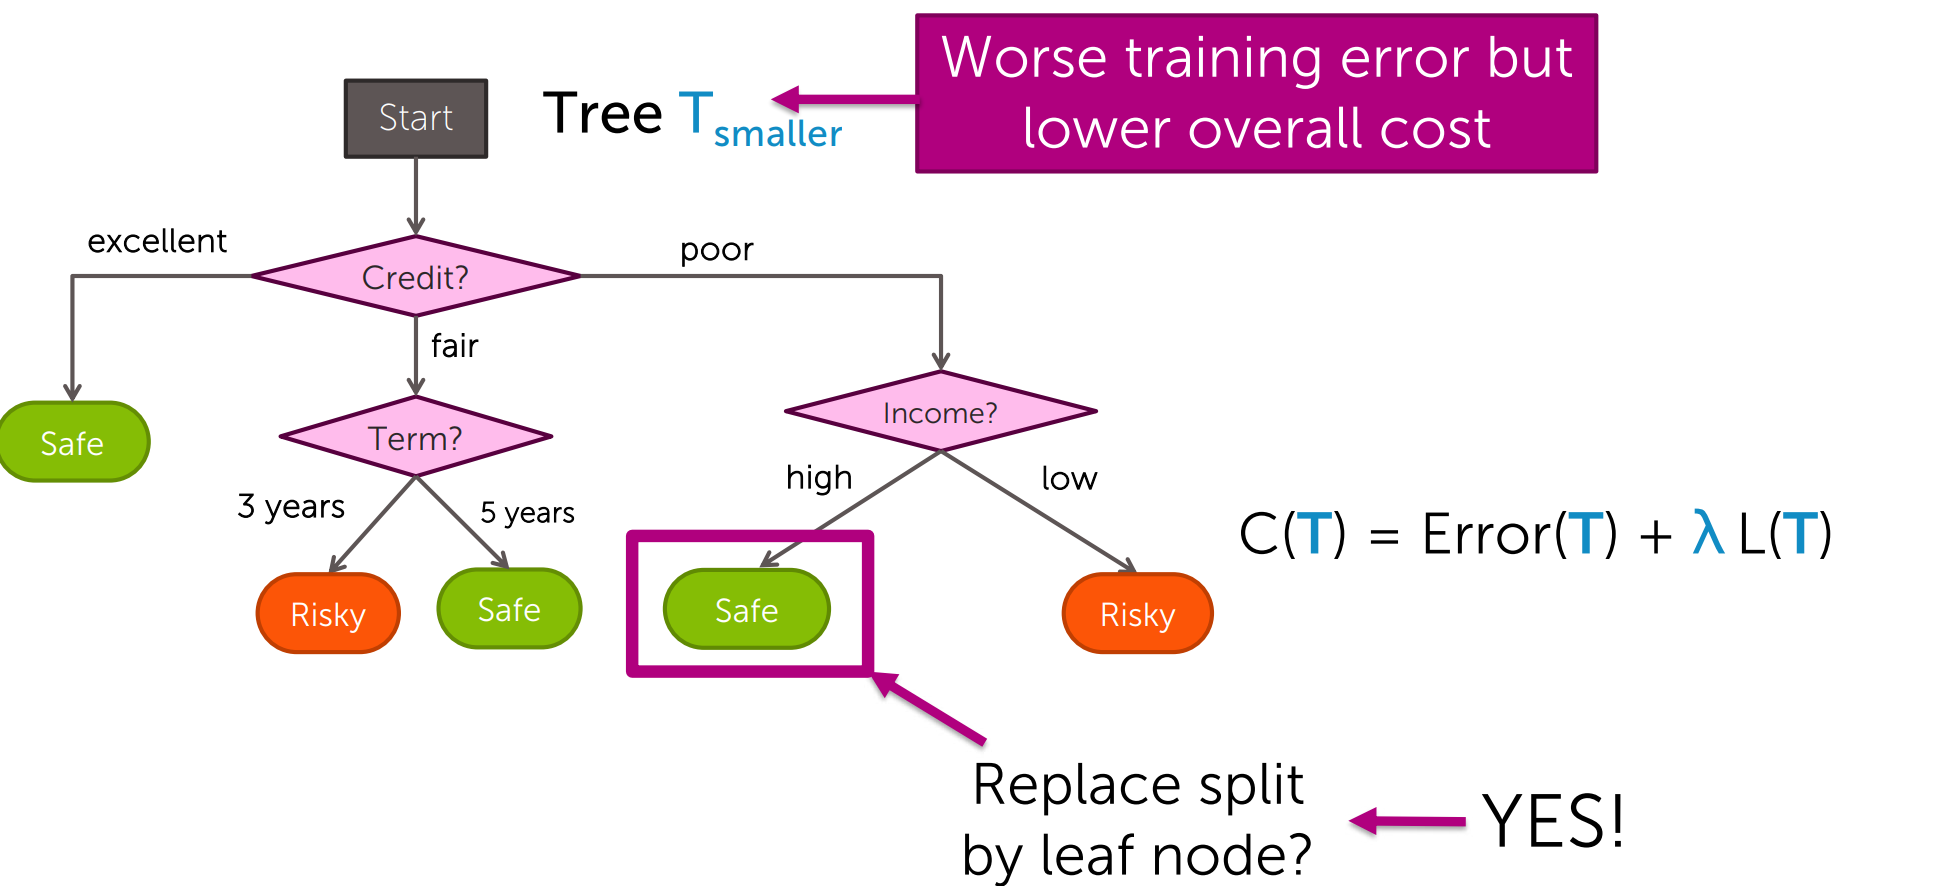 Worse training error but
lower overall cost
Start
Tree T smaller
excellent
Credit?
poor
fair
Safe
Term?
Income?
3 years
5 years
high
low
Risky
Safe
Safe
Risky
C(T) = Error(T) + λ L(T)
Replace split
by leaf node?
YES!